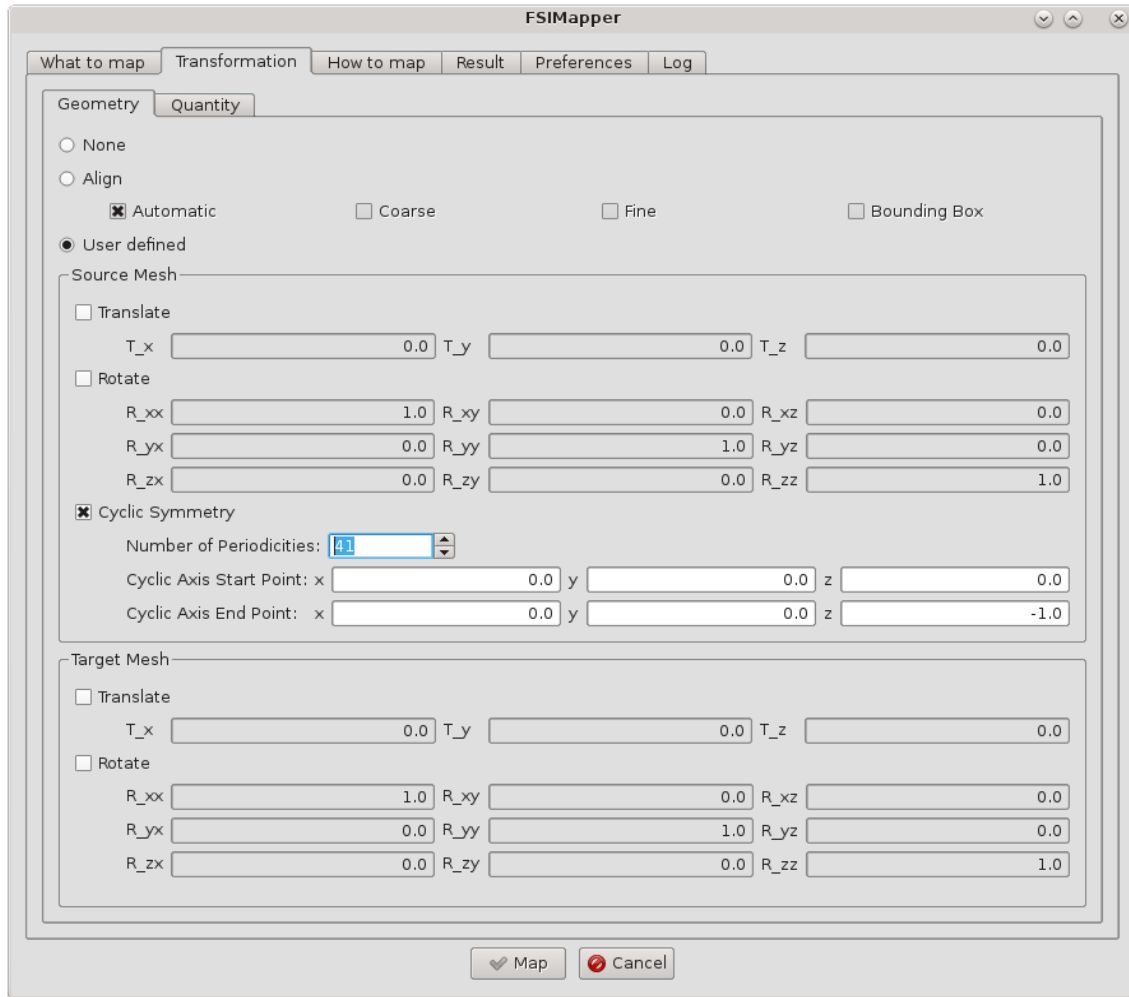 FSIMapper
What to map Transformation How to map Result Preferences Log
Geometry Quantity
None
Align
Automatic Coarse Fine Bounding Box
User defined
Source Mesh
Translate
T_x 0.0 T_y 0.0 T_z 0.0
Rotate
R_xx 1.0 R_xy 0.0 R_xz 0.0
R_yx 0.0 R_yy 1.0 R_yz 0.0
R_zx 0.0 R_zy 0.0 R_zz 1.0
Cyclic Symmetry
Number of Periodicities: 41
Cyclic Axis Start Point: x 0.0 y 0.0 z 0.0
Cyclic Axis End Point: x 0.0 y 0.0 z -1.0
Target Mesh
Translate
T_x 0.0 T_y 0.0 T_z 0.0
Rotate
R_xx 1.0 R_xy 0.0 R_xz 0.0
R_yx 0.0 R_yy 1.0 R_yz 0.0
R_zx 0.0 R_zy 0.0 R_zz 1.0
Map Cancel